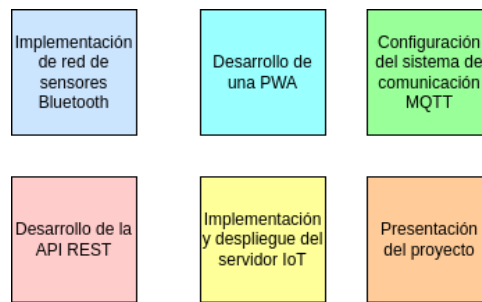 Implementación
de red de
sensores
Bluetooth
Desarrollo de
una PWA
Configuración
del sistema de
comunicación
MQTT
Desarrollo de la
API REST
Implementación
y despliegue del
servidor IoT
Presentación
del proyecto